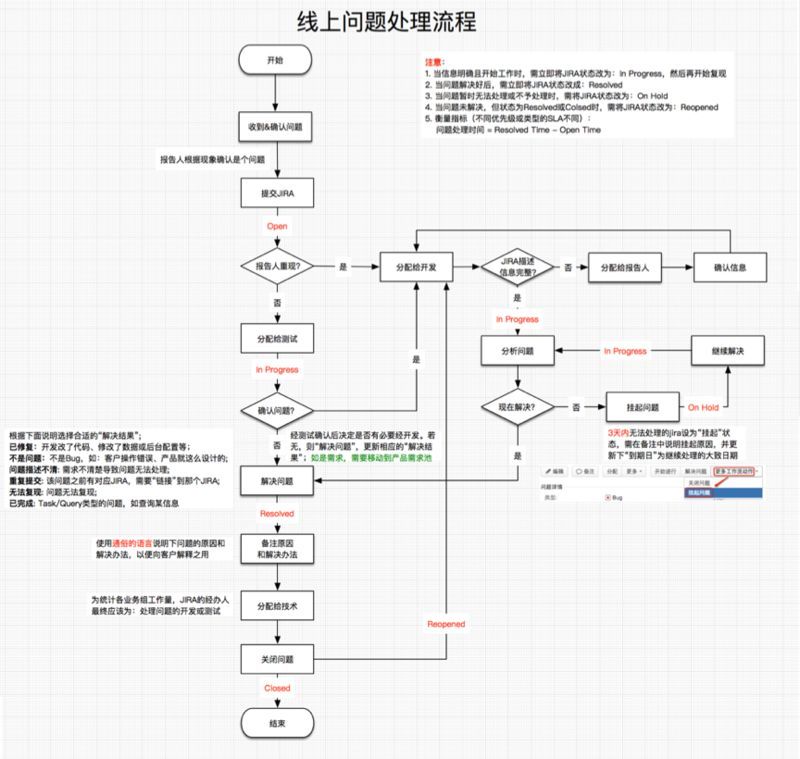 线上问题处理流程
开始
注意：
1. 当信息明确且开始工作时，需立即将JIRA状态改为：In Progress，然后再开始复现
2. 当问题解决好后，需立即将JIRA状态改成：Resolved
3. 当问题暂时无法处理或不予处理时，需将JIRA状态改为：On Hold
4. 当问题未解决，但状态为Resolved或Colsed时，需将JIRA状态改为：Reopened
5. 衡量指标（不同优先级或类型的SLA不同）：
问题处理时间 = Resolved Time – Open Time
收到&确认问题
报告人根据现象确认是个问题
提交JIRA
Open
报告人重现？
是
分配给开发
JIRA描述
信息完整？
否
分配给报告人
确认信息
否
是
分配给测试
In Progress
In Progress
分析问题
In Progress
继续解决
是
确认问题？
现在解决？
否
挂起问题
On Hold
根据下面说明选择合适的“解决结果”；
已修复：开发改了代码、修改了数据或后台配置等；
不是问题：不是Bug，如：客户操作错误、产品就这么设计的；
问题描述不清: 需求不清楚导致问题无法处理；
重复提交: 该问题之前有对应JIRA，需要“链接”到那个JIRA;
无法复现: 问题无法复现；
已完成: Task/Query类型的问题，如查询某信息
否
经测试确认后决定是否有必要经开发。若
无，则“解决问题”，更新相应的“解决结
果”；如是需求，需要移动到产品需求池
是
3天内无法处理的jira设为“挂起”状
态，需在备注中说明挂起原因，并更
新下“到期日”为继续处理的大致日期
编辑 备注 分配 更多 开始进行 解决问题 更多工作流动作
问题详情 关闭问题
类型: Bug 挂起问题
解决问题
Resolved
使用通俗的语言说明下问题的原因和
解决办法，以便向客户解释之用
备注原因
和解决办法
为统计各业务组工作量，JIRA的经办人
最终应该为：处理问题的开发或测试
分配给技术
Reopened
关闭问题
Closed
结束